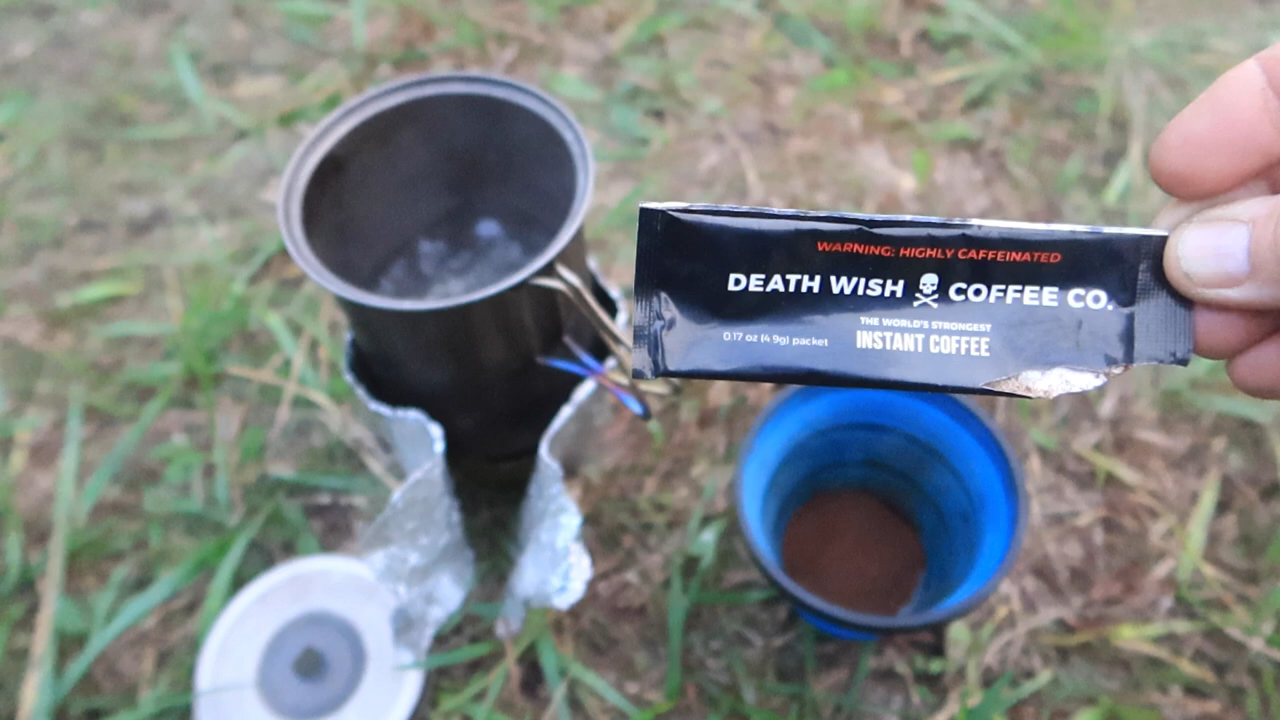 WARNING: HIGHLY CAFFEINATED
DEATH WISH COFFEE CO.
THE WORLD'S STRONGEST
INSTANT COFFEE
0.17 oz (4.9g) packet